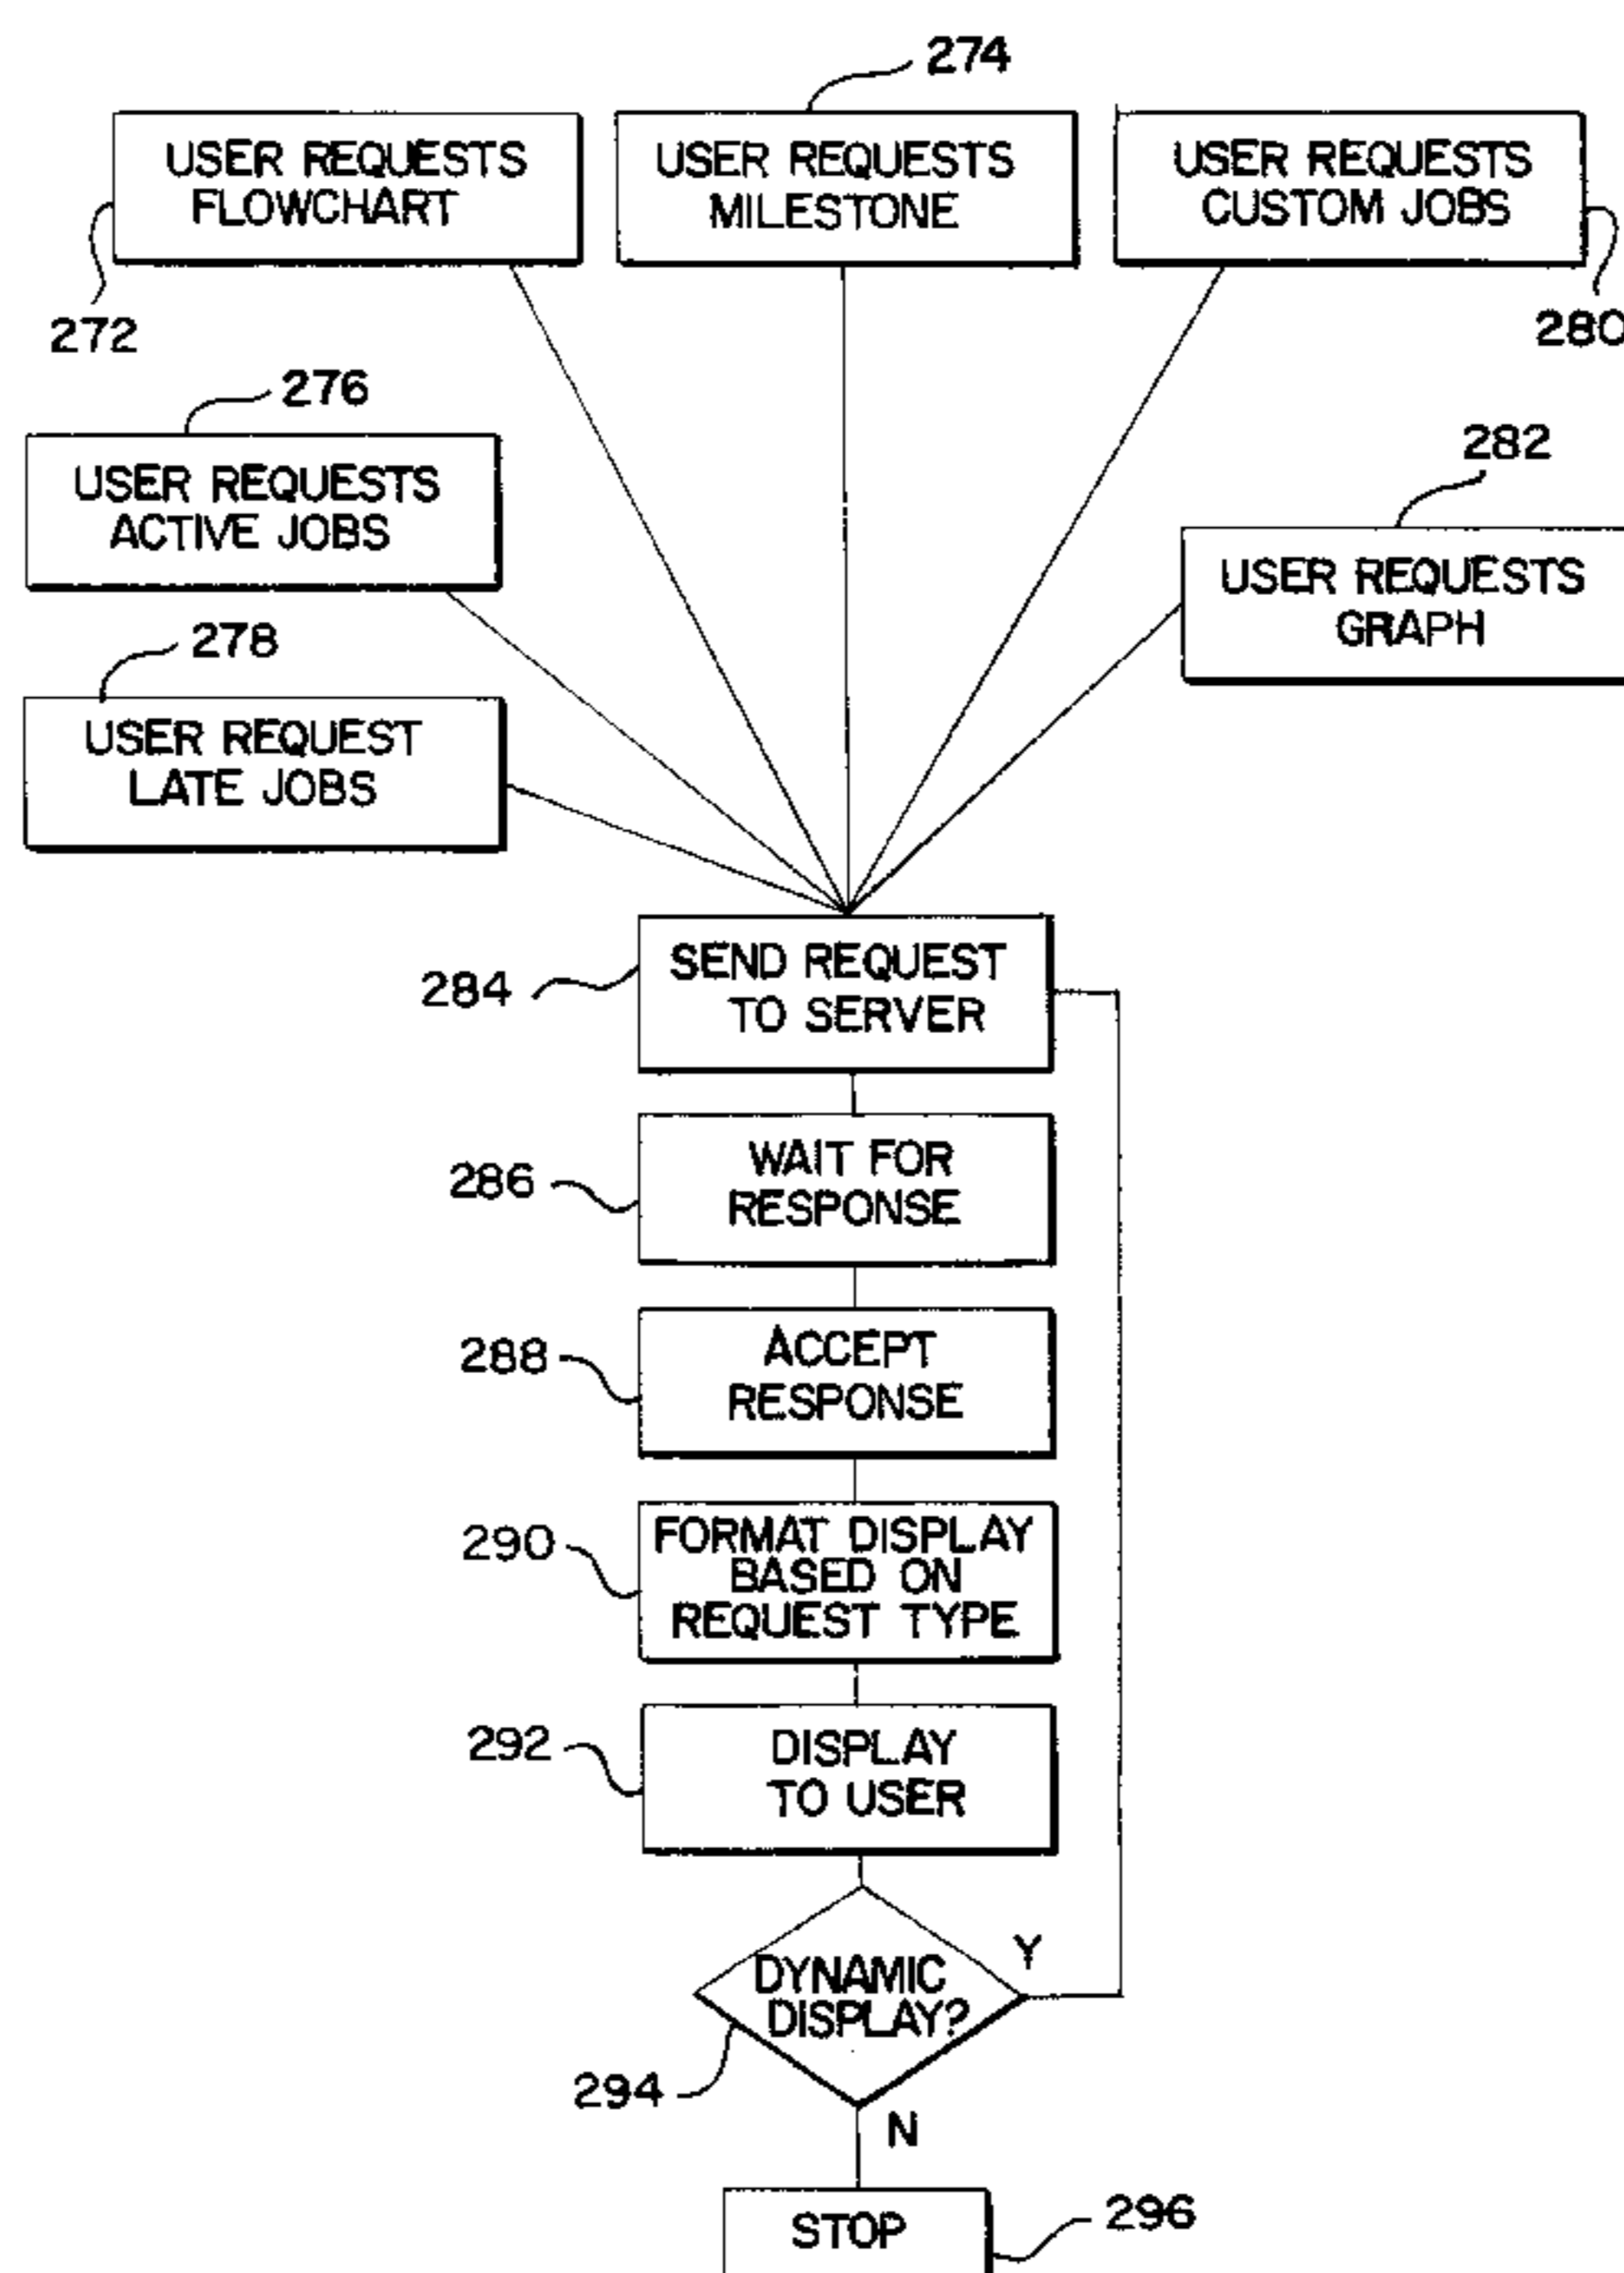 274
USER REQUESTS
FLOWCHART
USER REQUESTS
MILESTONE
USER REQUESTS
CUSTOM JOBS
272
280
276
USER REQUESTS
ACTIVE JOBS
282
USER REQUESTS
GRAPH
278
USER REQUEST
LATE JOBS
284
SEND REQUEST
TO SERVER
286
WAIT FOR
RESPONSE
288
ACCEPT
RESPONSE
290
FORMAT DISPLAY
BASED ON
REQUEST TYPE
292
DISPLAY
TO USER
DYNAMIC
DISPLAY?
Y
294
N
STOP
296